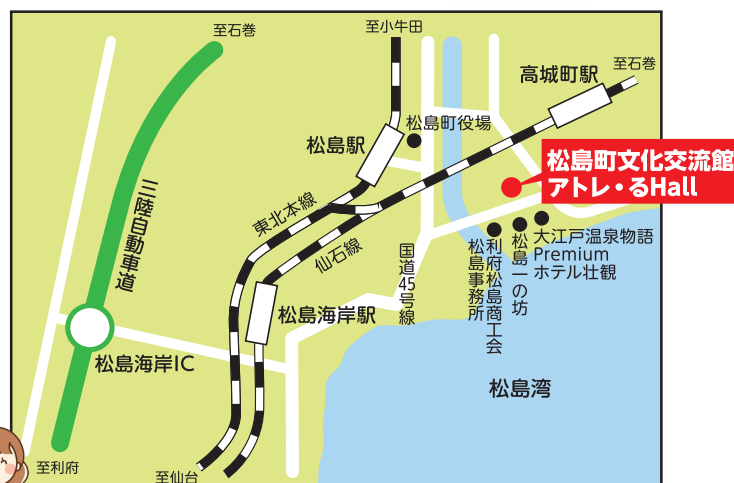 至石巻
至小牛田
至石巻
高城町駅
松島町役場
松島駅
松島町文化交流館
アトレ・るHall
三陸自動車道
東北本線
仙石線
国道45号線
大江戸温泉物語
Premium
ホテル壮観
松島一の坊
利府松島商工会
松島事務所
松島海岸駅
松島海岸IC
松島湾
至利府
至仙台